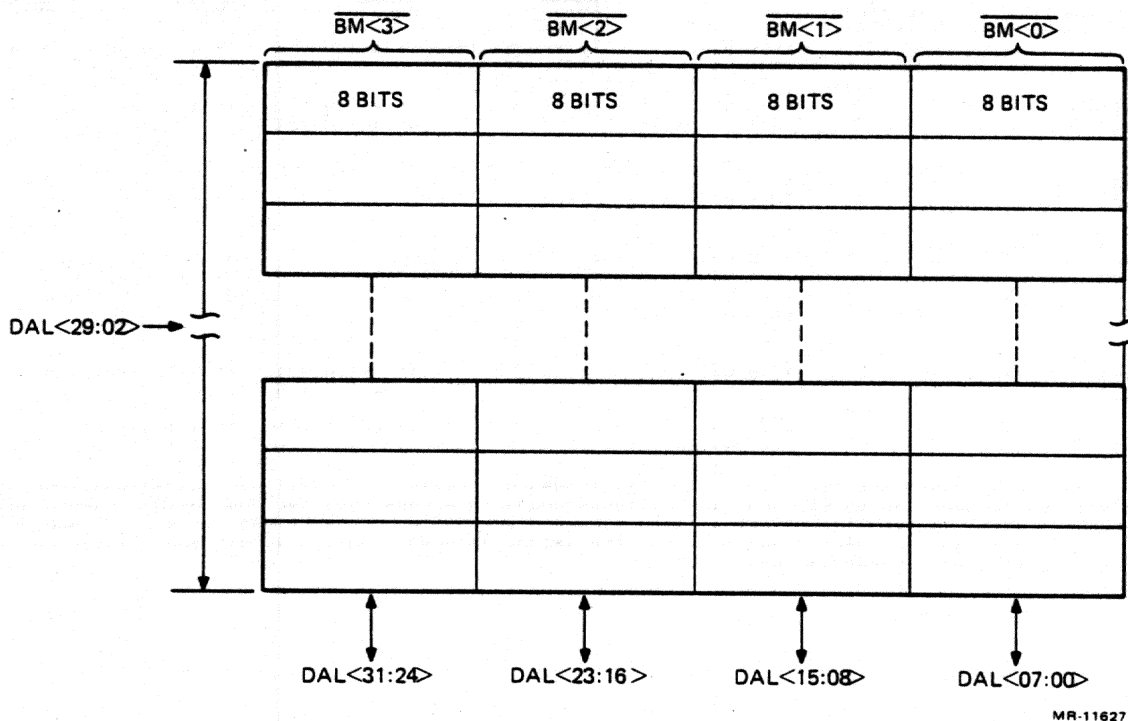 BM<3> BM<2> BM<1> BM<0>
8 BITS 8 BITS 8 BITS 8 BITS
DAL<29:02>
DAL<31:24> DAL<23:16> DAL<15:08> DAL<07:00>
MR-11627